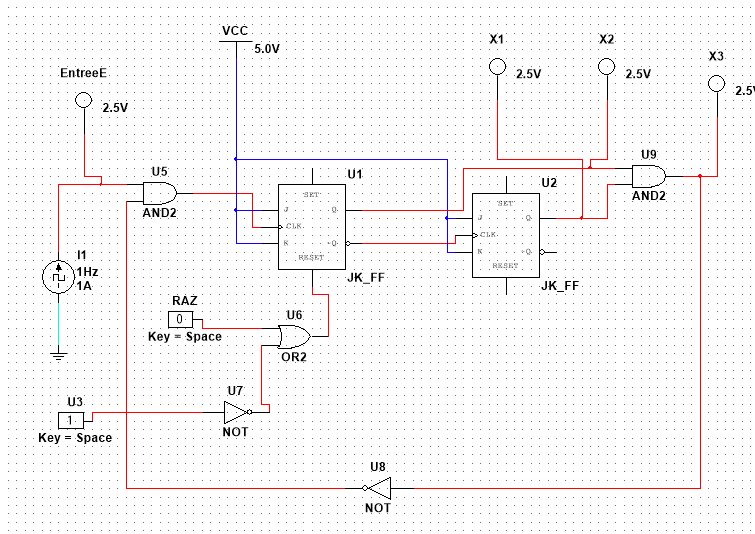 VCC
5.0V
X1
2.5V
X2
2.5V
X3
2.5V
EntreeE
2.5V
U5
AND2
U1
SET
J
Q
CLK
K
~Q
RESET
JK_FF
U2
SET
J
Q
CLK
K
~Q
RESET
JK_FF
U9
AND2
I1
1Hz
1A
RAZ
0
Key = Space
U6
OR2
U3
1
Key = Space
U7
NOT
U8
NOT